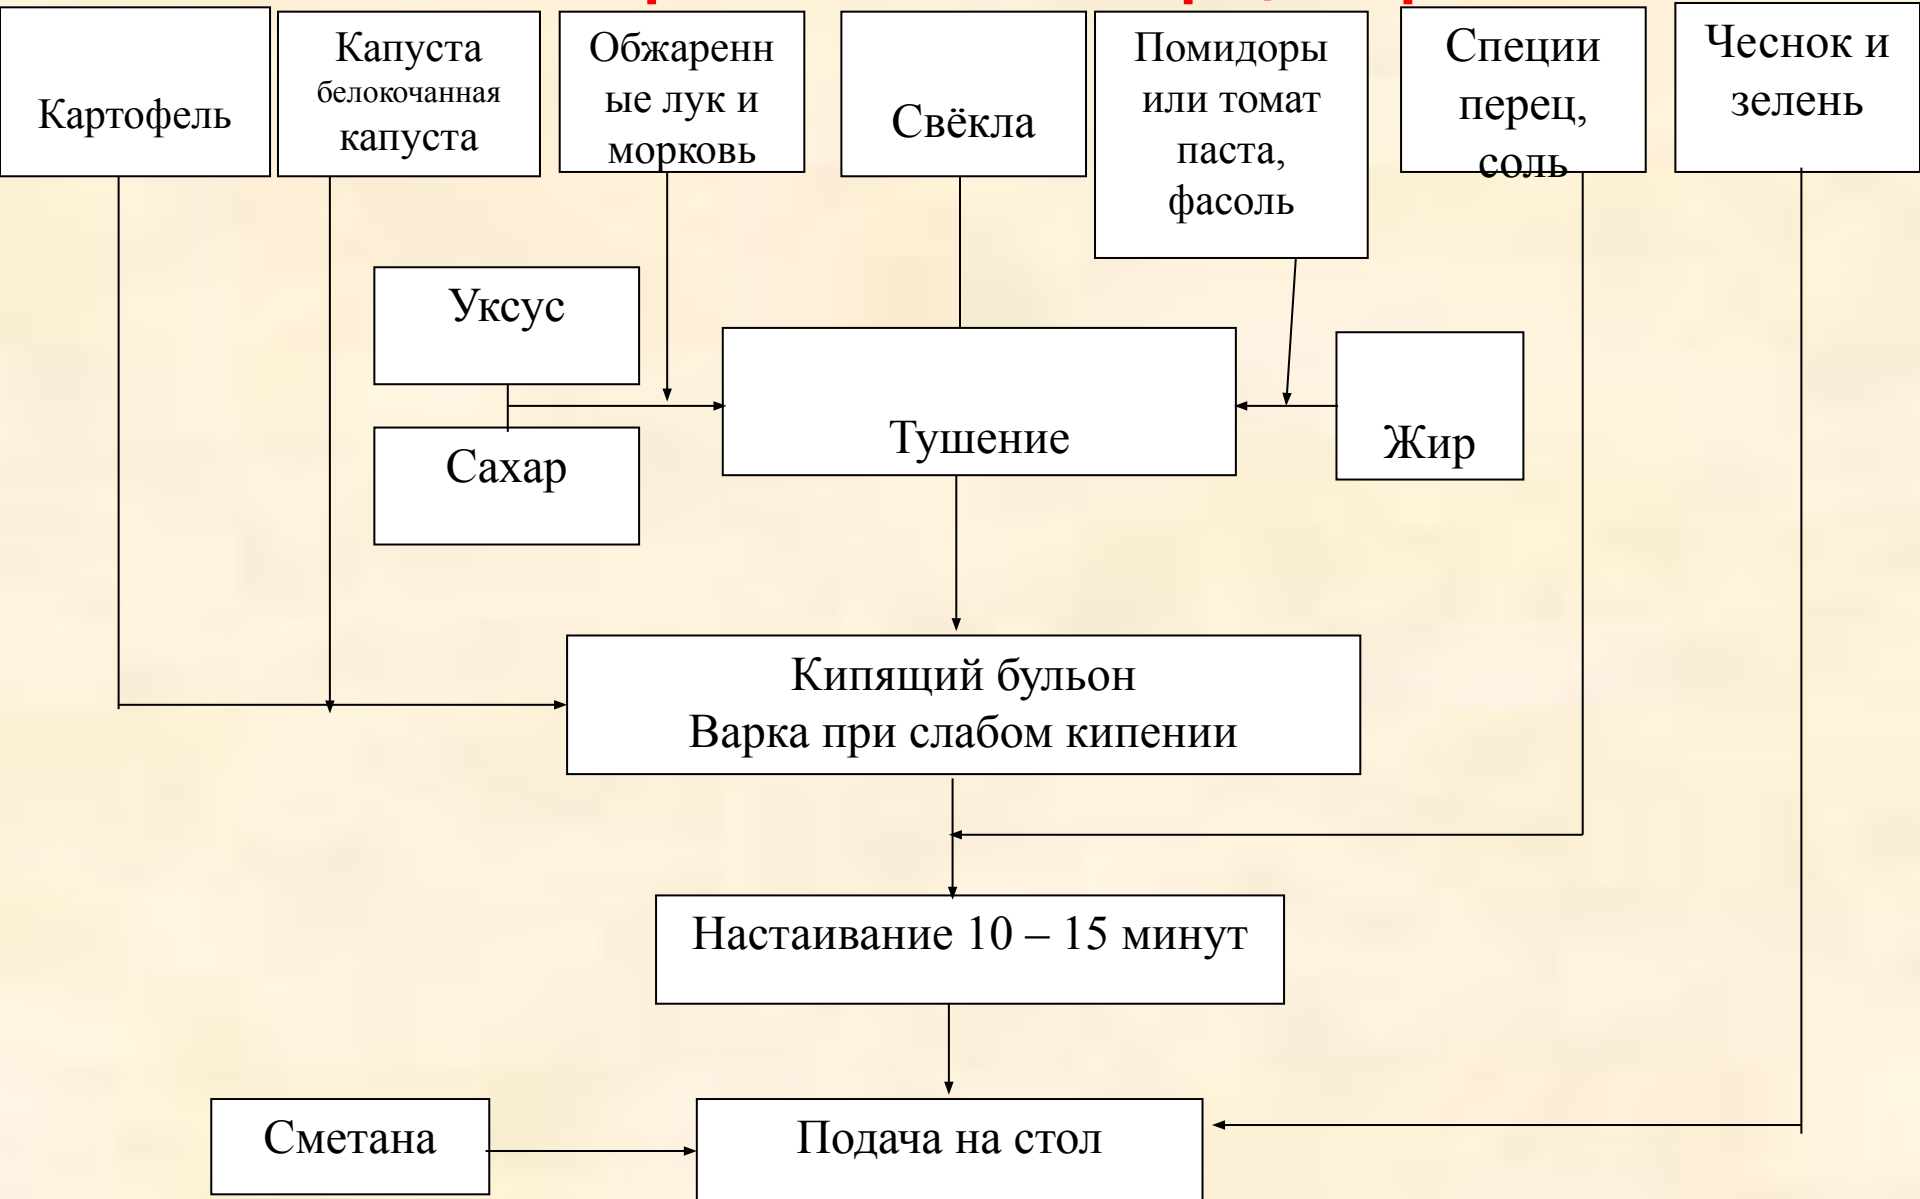 Картофель
Капуста
белокочанная
капуста
Обжаренн
ые лук и
морковь
Свёкла
Помидоры
или томат
паста,
фасоль
Специи
перец,
соль
Чеснок и
зелень
Уксус
Сахар
Тушение
Жир
Кипящий бульон
Варка при слабом кипении
Настаивание 10 – 15 минут
Сметана
Подача на стол